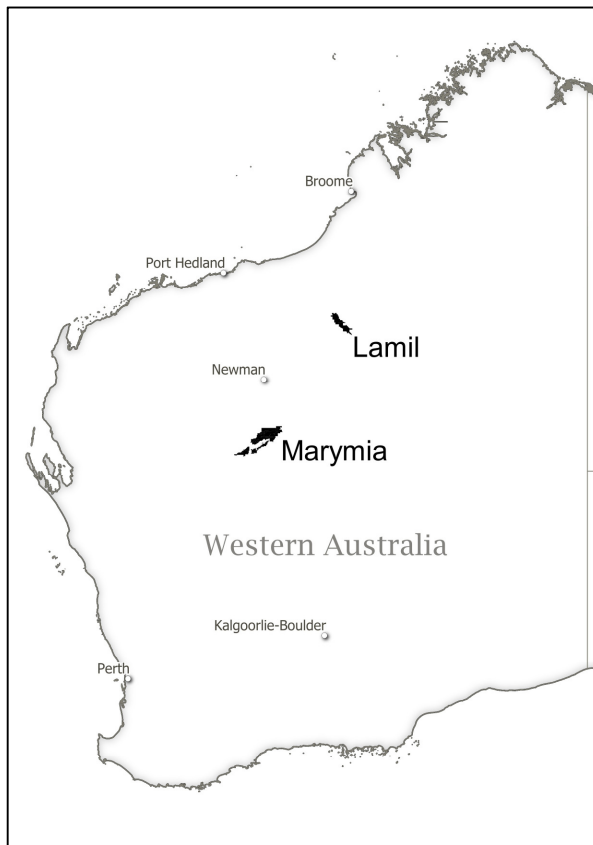 Broome
Port Hedland
Lamil
Newman
Marymia
Western Australia
Kalgoorlie-Boulder
Perth